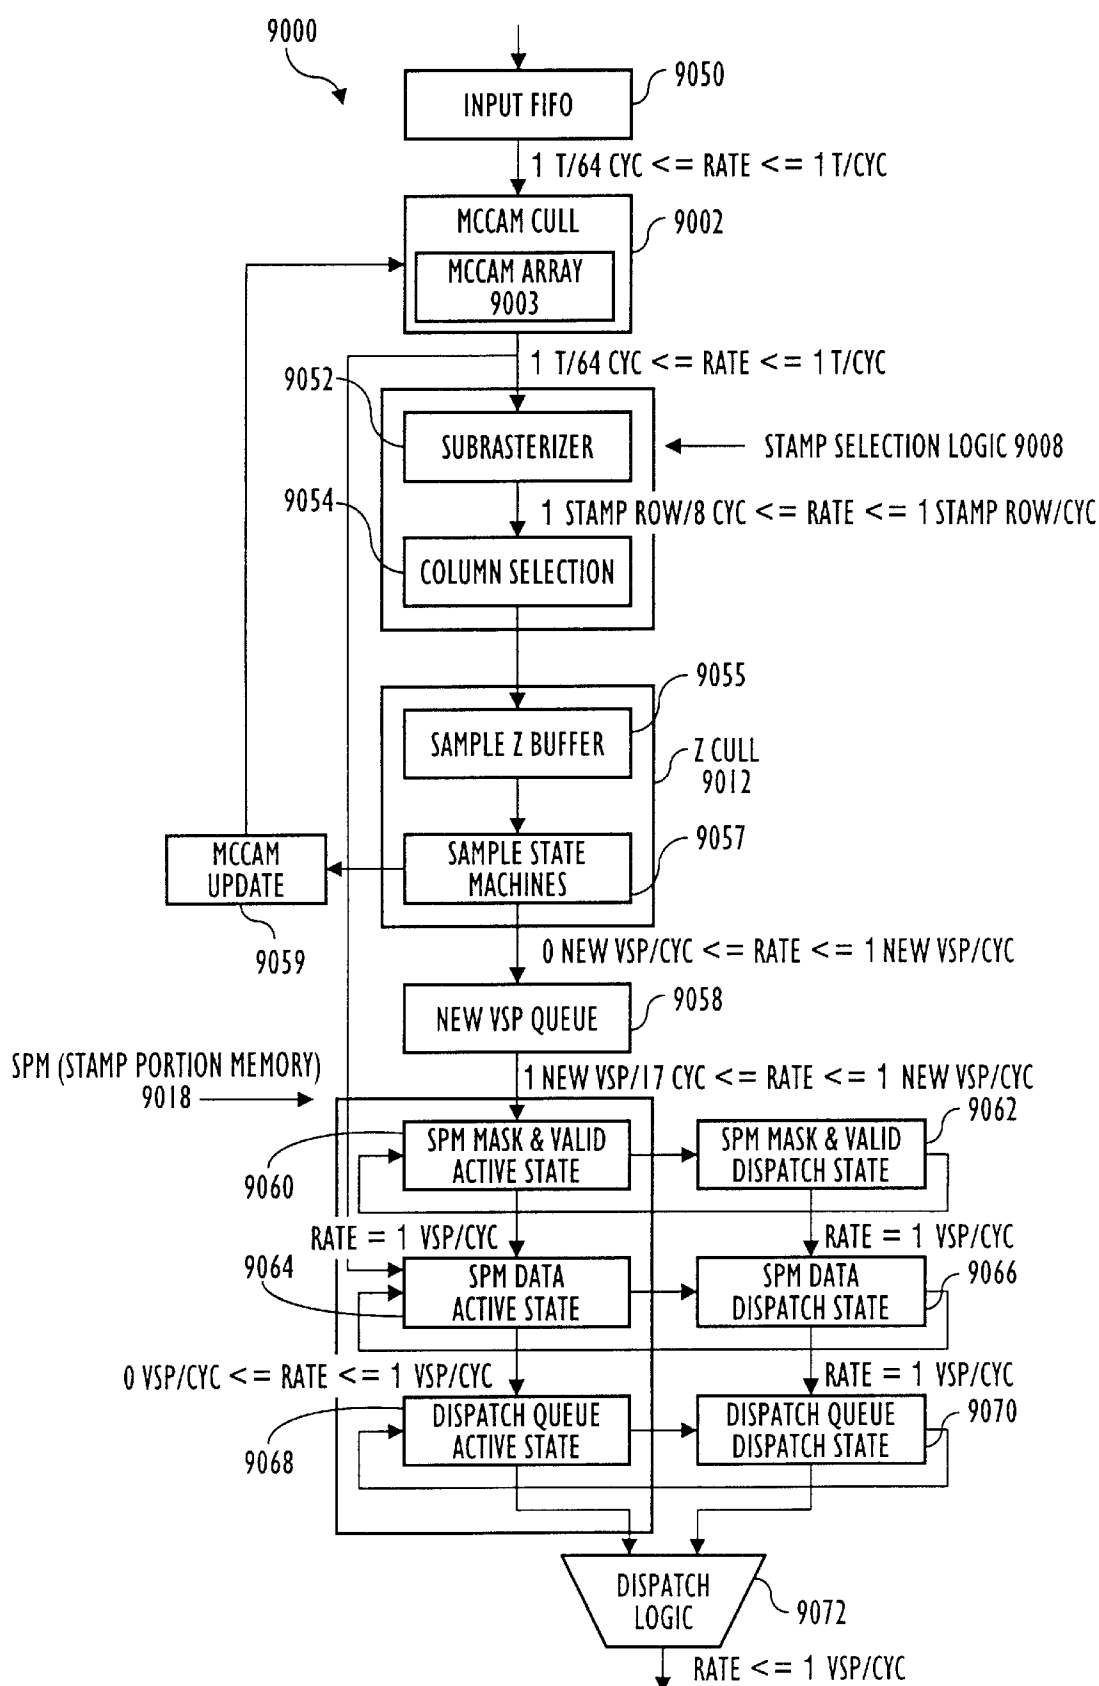 9000
9050
INPUT FIFO
1 T/64 CYC <= RATE <= 1 T/CYC
MCCAM CULL
9002
MCCAM ARRAY
9003
1 T/64 CYC <= RATE <= 1 T/CYC
9052
SUBRASTERIZER
STAMP SELECTION LOGIC 9008
9054
1 STAMP ROW/8 CYC <= RATE <= 1 STAMP ROW/CYC
COLUMN SELECTION
9055
SAMPLE Z BUFFER
Z CULL
9012
9057
MCCAM
UPDATE
SAMPLE STATE
MACHINES
9059
0 NEW VSP/CYC <= RATE <= 1 NEW VSP/CYC
9058
NEW VSP QUEUE
SPM (STAMP PORTION MEMORY)
9018
1 NEW VSP/17 CYC <= RATE <= 1 NEW VSP/CYC
9062
SPM MASK & VALID
ACTIVE STATE
SPM MASK & VALID
DISPATCH STATE
9060
RATE = 1 VSP/CYC
RATE = 1 VSP/CYC
9064
SPM DATA
ACTIVE STATE
SPM DATA
DISPATCH STATE
9066
0 VSP/CYC <= RATE <= 1 VSP/CYC
RATE = 1 VSP/CYC
DISPATCH QUEUE
ACTIVE STATE
DISPATCH QUEUE
DISPATCH STATE
9070
9068
DISPATCH
LOGIC
9072
RATE <= 1 VSP/CYC